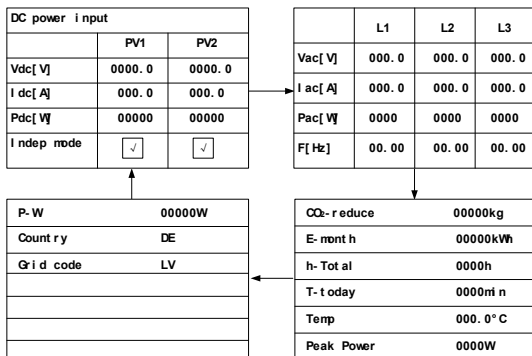 DC power input
PV1 PV2
Vdc[V] 0000.0 0000.0
Idc[A] 000.0 000.0
Pdc[W] 00000 00000
Indep mode √ √
L1 L2 L3
Vac[V] 000.0 000.0 000.0
Iac[A] 000.0 000.0 000.0
Pac[W] 0000 0000 0000
F[Hz] 00.00 00.00 00.00
P-W 00000W
Country DE
Grid code LV
CO₂-reduce 00000kg
E-month 00000kWh
h-Total 0000h
T-today 0000min
Temp 000.0°C
Peak Power 0000W